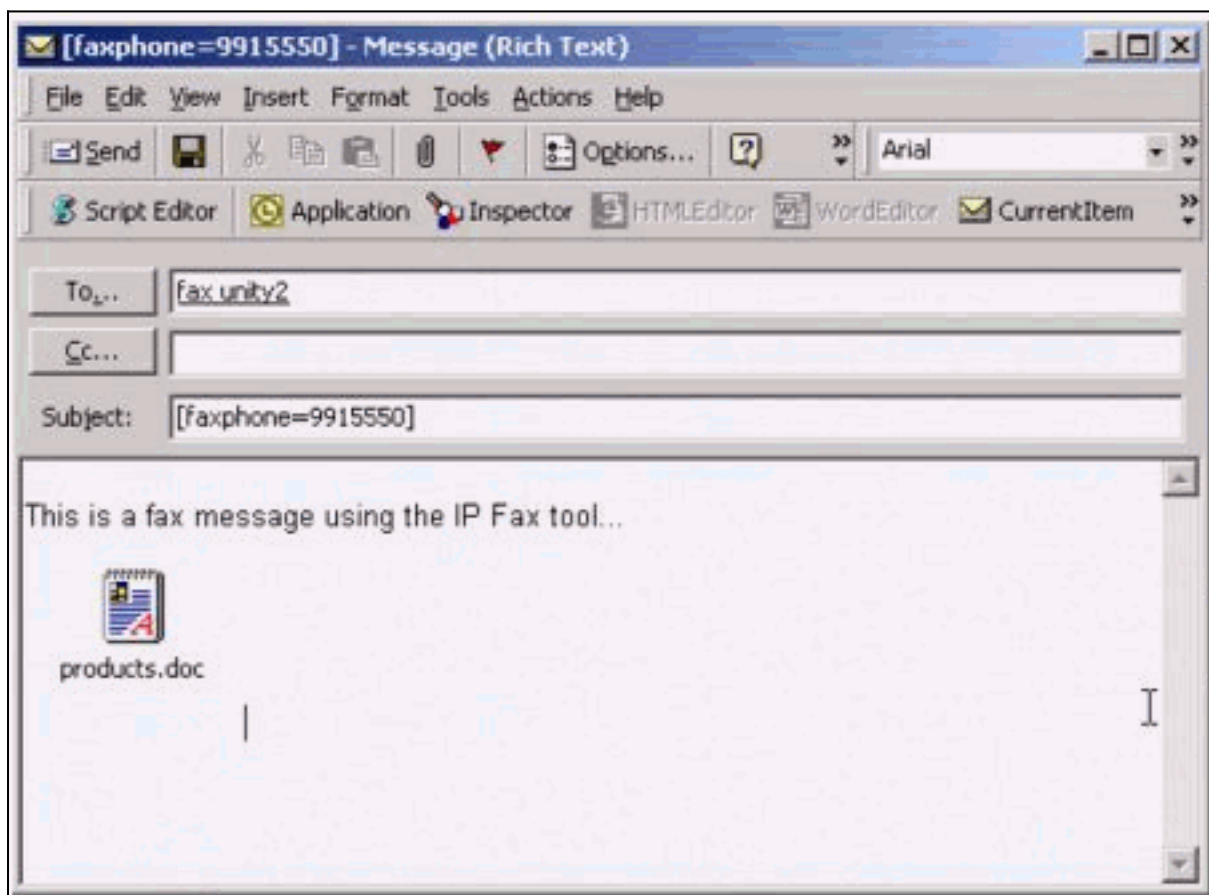 [faxphone=9915550] - Message (Rich Text)
File Edit View Insert Format Tools Actions Help
Send Options... Arial
Script Editor Application Inspector HTMLEditor WordEditor CurrentItem
To... fax unity2
Cc...
Subject: [faxphone=9915550]
This is a fax message using the IP Fax tool...
products.doc